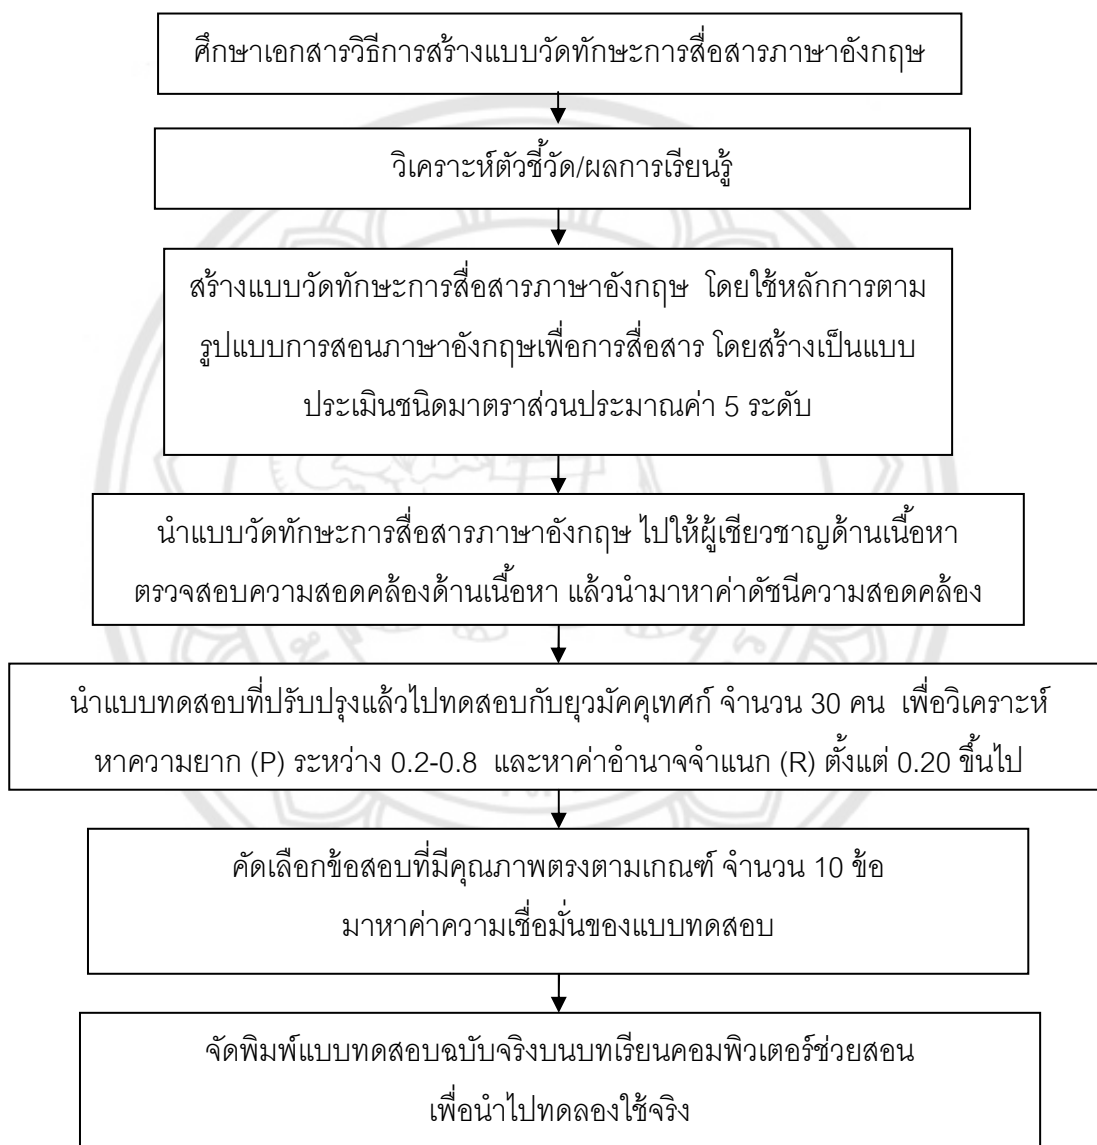 ศึกษาเอกสารวิธีการสร้างแบบวัดทักษะการสื่อสารภาษาอังกฤษ
วิเคราะห์ตัวชี้วัด/ผลการเรียนรู้
สร้างแบบวัดทักษะการสื่อสารภาษาอังกฤษ โดยใช้หลักการตาม
รูปแบบการสอนภาษาอังกฤษเพื่อการสื่อสาร โดยสร้างเป็นแบบ
ประเมินชนิดมาตราส่วนประมาณค่า 5 ระดับ
นำแบบวัดทักษะการสื่อสารภาษาอังกฤษ ไปให้ผู้เชียวชาญด้านเนื้อหา
ตรวจสอบความสอดคล้องด้านเนื้อหา แล้วนำมาหาค่าดัชนีความสอดคล้อง
นำแบบทดสอบที่ปรับปรุงแล้วไปทดสอบกับยุวมัคคุเทศก์ จำนวน 30 คน เพื่อวิเคราะห์
หาความยาก (P) ระหว่าง 0.2-0.8 และหาค่าอำนาจจำแนก (R) ตั้งแต่ 0.20 ขึ้นไป
คัดเลือกข้อสอบที่มีคุณภาพตรงตามเกณฑ์ จำนวน 10 ข้อ
มาหาค่าความเชื่อมั่นของแบบทดสอบ
จัดพิมพ์แบบทดสอบฉบับจริงบนบทเรียนคอมพิวเตอร์ช่วยสอน
เพื่อนำไปทดลองใช้จริง